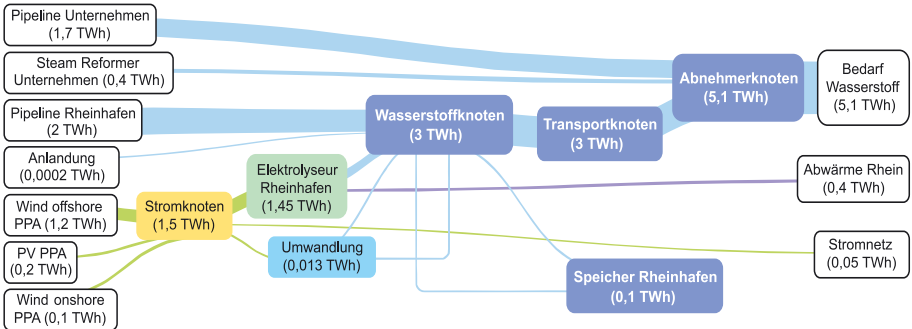 Pipeline Unternehmen
(1,7 TWh)
Steam Reformer
Unternehmen (0,4 TWh)
Pipeline Rheinhafen
(2 TWh)
Anlandung
(0,0002 TWh)
Wind offshore
PPA (1,2 TWh)
PV PPA
(0,2 TWh)
Wind onshore
PPA (0,1 TWh)
Stromknoten
(1,5 TWh)
Elektrolyseur
Rheinhafen
(1,45 TWh)
Umwandlung
(0,013 TWh)
Wasserstoffknoten
(3 TWh)
Transportknoten
(3 TWh)
Speicher Rheinhafen
(0,1 TWh)
Abnehmerknoten
(5,1 TWh)
Bedarf
Wasserstoff
(5,1 TWh)
Abwärme Rhein
(0,4 TWh)
Stromnetz
(0,05 TWh)